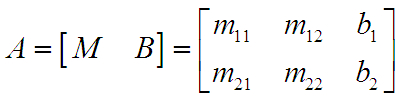 A = [ M B ] = [ m₁₁ m₁₂ b₁
m₂₁ m₂₂ b₂ ]